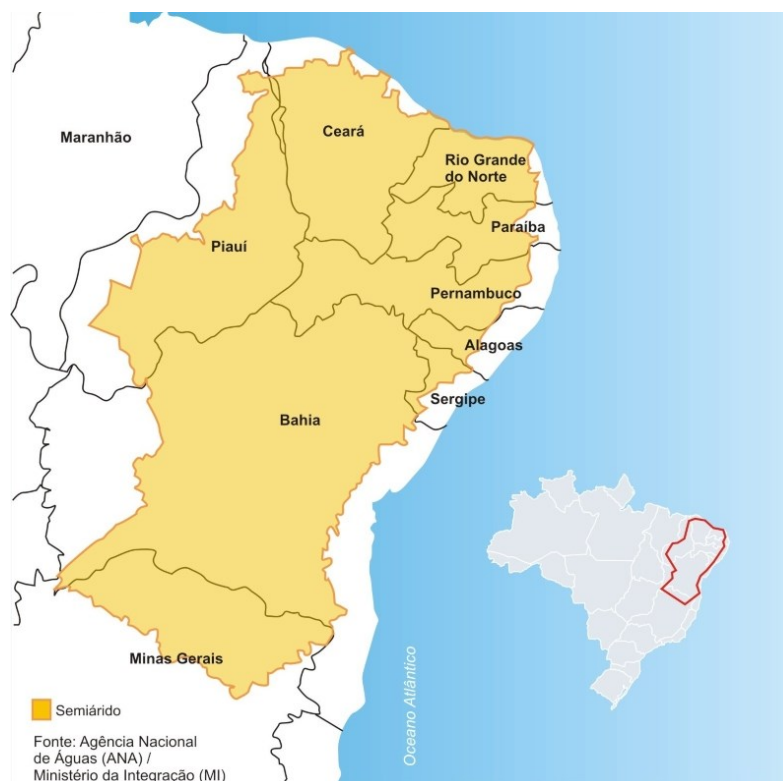 Maranhão
Ceará
Rio Grande
do Norte
Paraíba
Piauí
Pernambuco
Alagoas
Sergipe
Bahia
Minas Gerais
Oceano Atlântico
Semiárido
Fonte: Agência Nacional
de Águas (ANA) /
Ministério da Integração (MI)